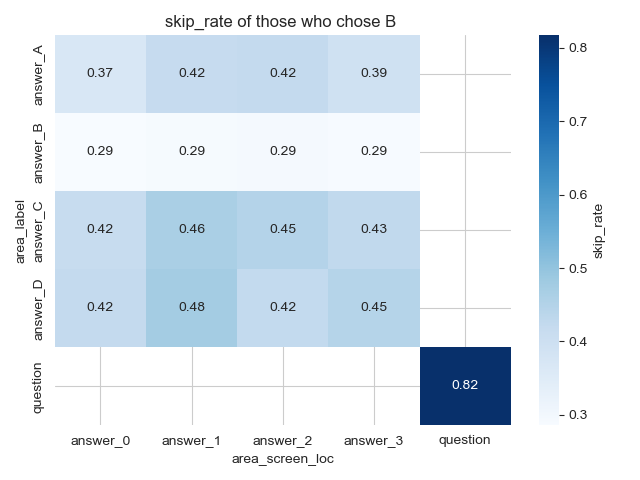 skip_rate of those who chose B
area_label
answer_A
0.37 0.42 0.42 0.39
answer_B
0.29 0.29 0.29 0.29
answer_C
0.42 0.46 0.45 0.43
answer_D
0.42 0.48 0.42 0.45
question
0.82
answer_0 answer_1 answer_2 answer_3 question
area_screen_loc
0.8
0.7
0.6
0.5
0.4
0.3
skip_rate